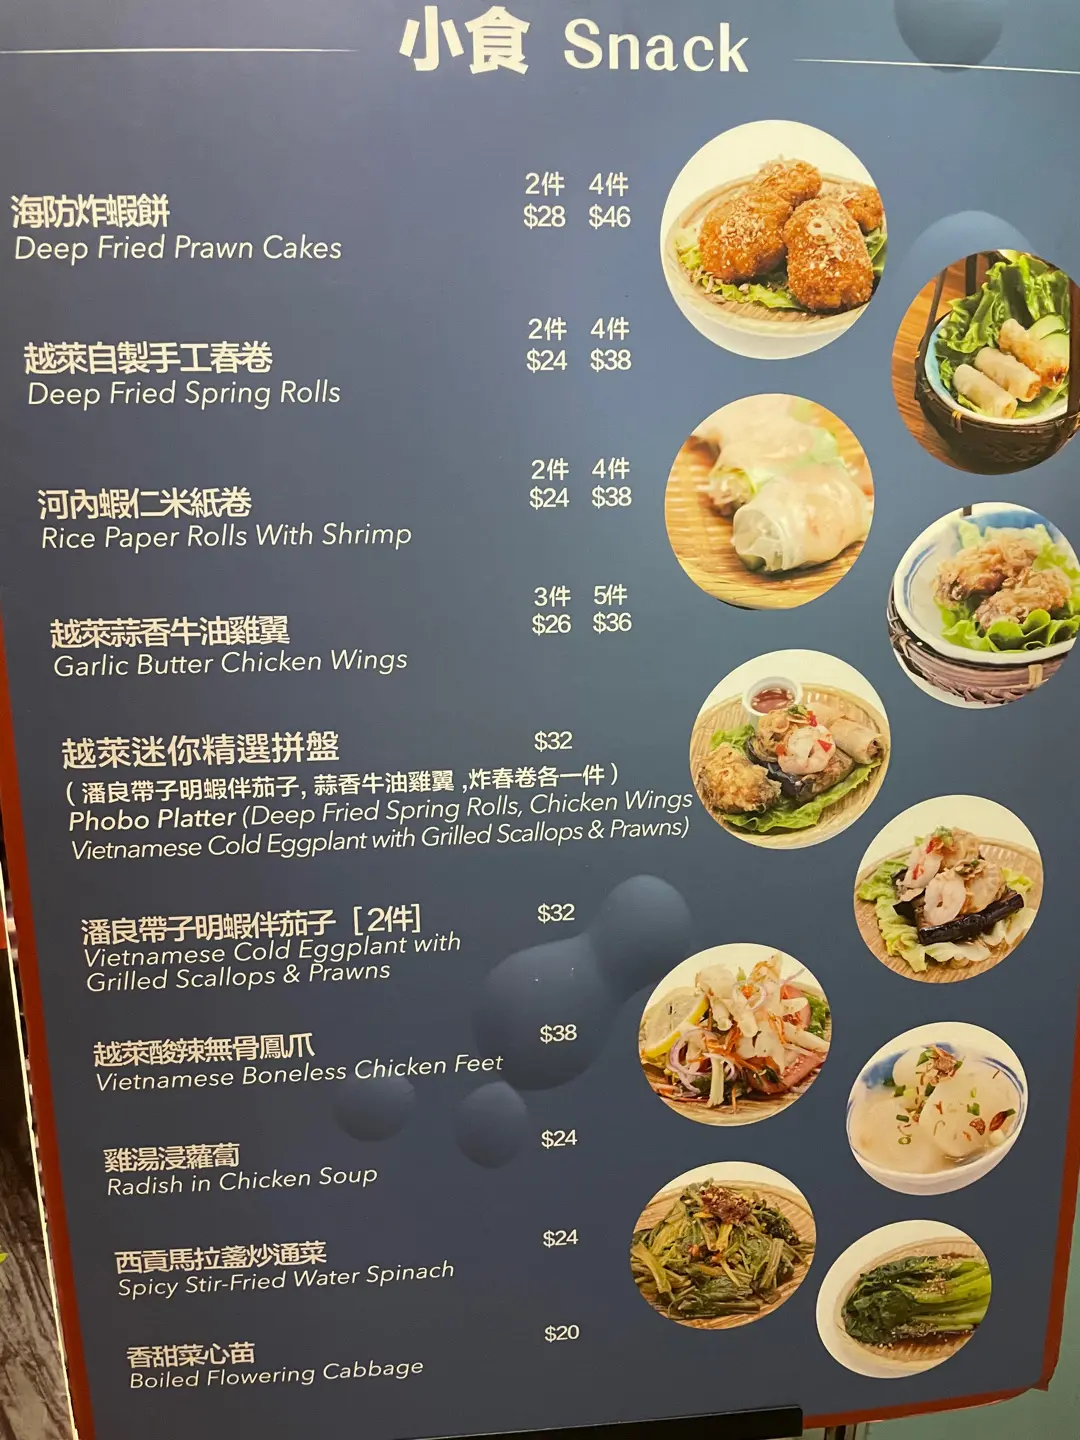 小食 Snack
2件 4件
海防炸蝦餅 $28 $46
Deep Fried Prawn Cakes
2件 4件
越萊自製手工春卷 $24 $38
Deep Fried Spring Rolls
2件 4件
河內蝦仁米紙卷 $24 $38
Rice Paper Rolls With Shrimp
3件 5件
越萊蒜香牛油雞翼 $26 $36
Garlic Butter Chicken Wings
越萊迷你精選拼盤 $32
(潘良帶子明蝦伴茄子, 蒜香牛油雞翼 ,炸春卷各一件)
Phobo Platter (Deep Fried Spring Rolls, Chicken Wings
Vietnamese Cold Eggplant with Grilled Scallops & Prawns)
潘良帶子明蝦伴茄子 [2件] $32
Vietnamese Cold Eggplant with
Grilled Scallops & Prawns
越萊酸辣無骨鳳爪 $38
Vietnamese Boneless Chicken Feet
雞湯浸蘿蔔 $24
Radish in Chicken Soup
西貢馬拉盞炒通菜 $24
Spicy Stir-Fried Water Spinach
香甜菜心苗 $20
Boiled Flowering Cabbage